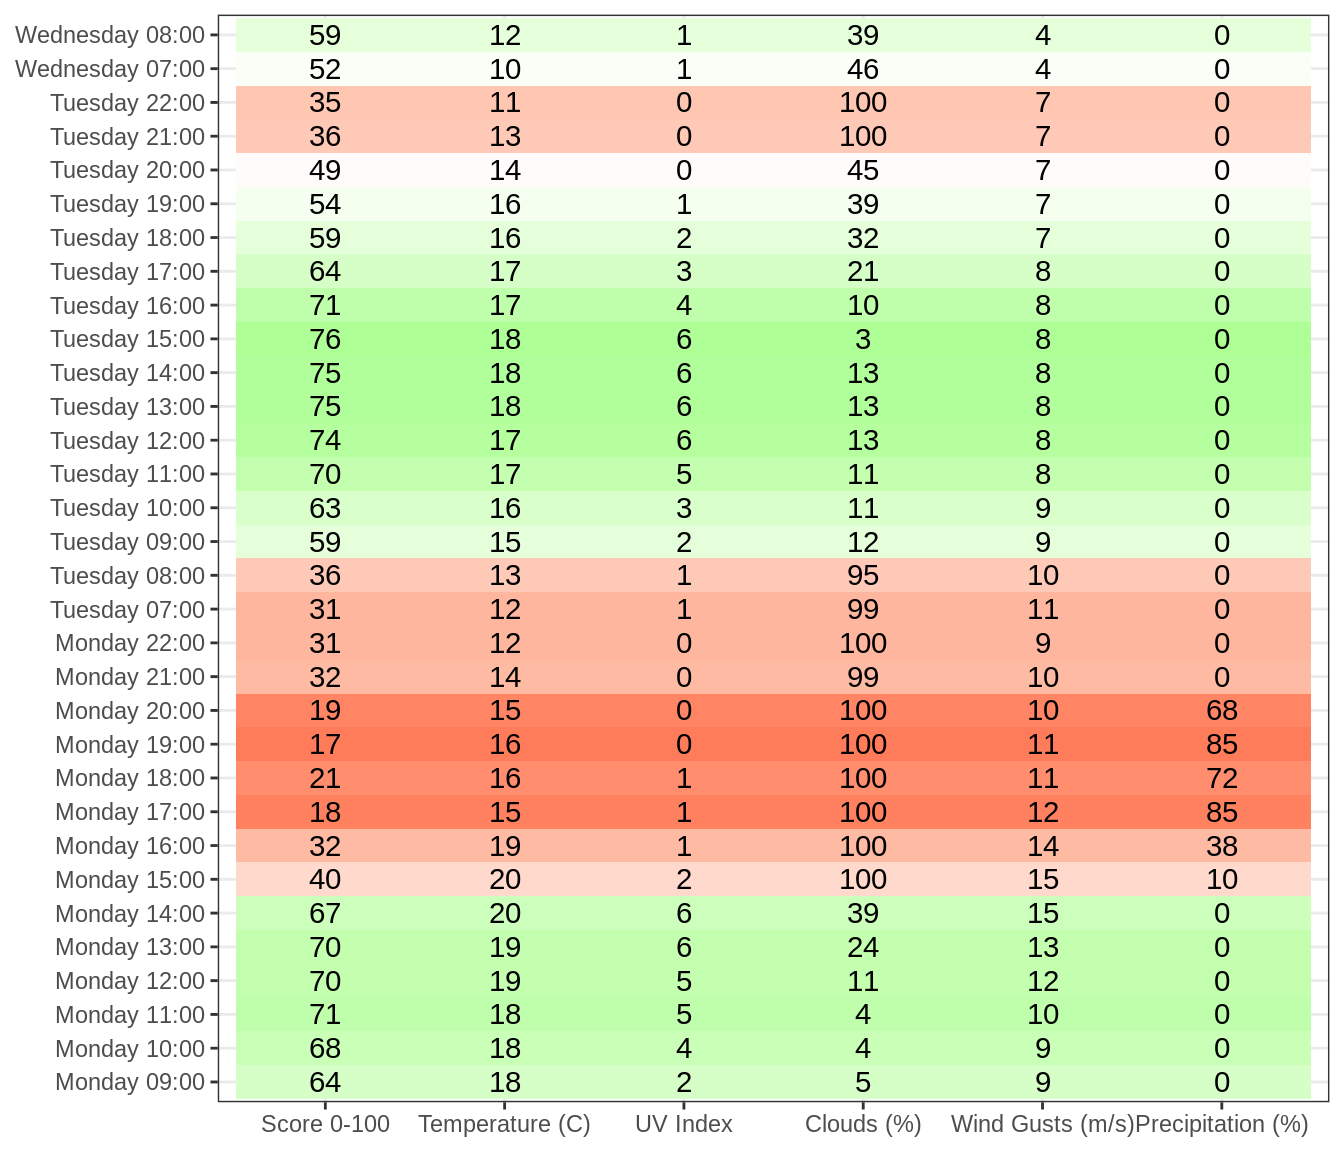 Wednesday 08:00 59 12 1 39 4 0
Wednesday 07:00 52 10 1 46 4 0
Tuesday 22:00 35 11 0 100 7 0
Tuesday 21:00 36 13 0 100 7 0
Tuesday 20:00 49 14 0 45 7 0
Tuesday 19:00 54 16 1 39 7 0
Tuesday 18:00 59 16 2 32 7 0
Tuesday 17:00 64 17 3 21 8 0
Tuesday 16:00 71 17 4 10 8 0
Tuesday 15:00 76 18 6 3 8 0
Tuesday 14:00 75 18 6 13 8 0
Tuesday 13:00 75 18 6 13 8 0
Tuesday 12:00 74 17 6 13 8 0
Tuesday 11:00 70 17 5 11 8 0
Tuesday 10:00 63 16 3 11 9 0
Tuesday 09:00 59 15 2 12 9 0
Tuesday 08:00 36 13 1 95 10 0
Tuesday 07:00 31 12 1 99 11 0
Monday 22:00 31 12 0 100 9 0
Monday 21:00 32 14 0 99 10 0
Monday 20:00 19 15 0 100 10 68
Monday 19:00 17 16 0 100 11 85
Monday 18:00 21 16 1 100 11 72
Monday 17:00 18 15 1 100 12 85
Monday 16:00 32 19 1 100 14 38
Monday 15:00 40 20 2 100 15 10
Monday 14:00 67 20 6 39 15 0
Monday 13:00 70 19 6 24 13 0
Monday 12:00 70 19 5 11 12 0
Monday 11:00 71 18 5 4 10 0
Monday 10:00 68 18 4 4 9 0
Monday 09:00 64 18 2 5 9 0
Score 0-100 Temperature (C) UV Index Clouds (%) Wind Gusts (m/s) Precipitation (%)